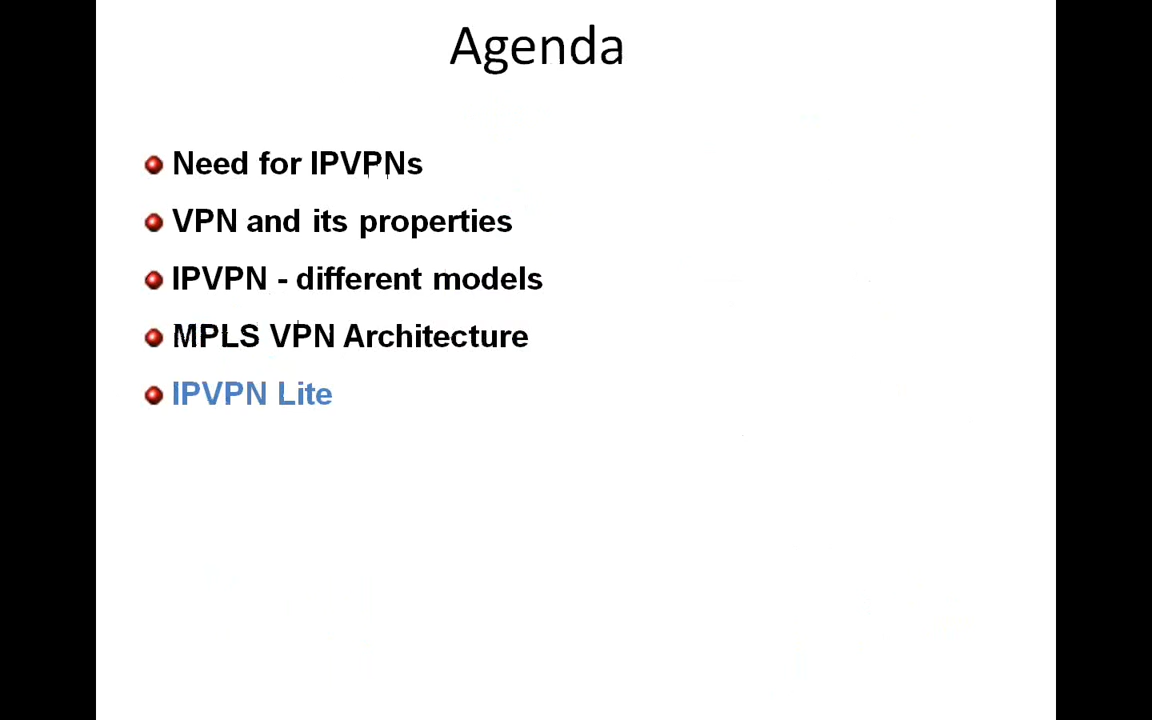 Agenda
Need for IPVPNs
VPN and its properties
IPVPN - different models
MPLS VPN Architecture
IPVPN Lite